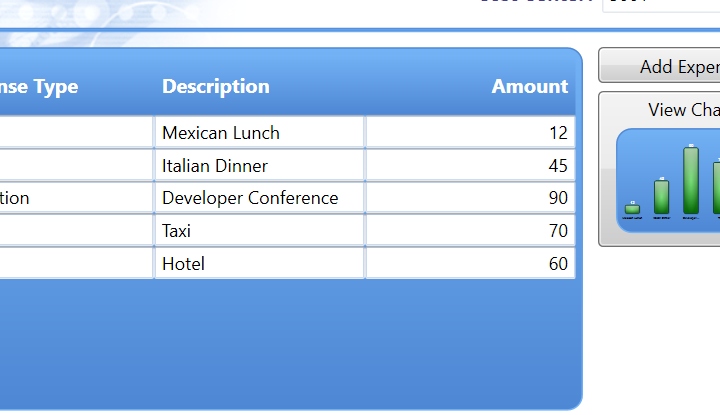 nse Type Description Amount
Mexican Lunch 12
Italian Dinner 45
tion Developer Conference 90
Taxi 70
Hotel 60
Add Exper
View Cha